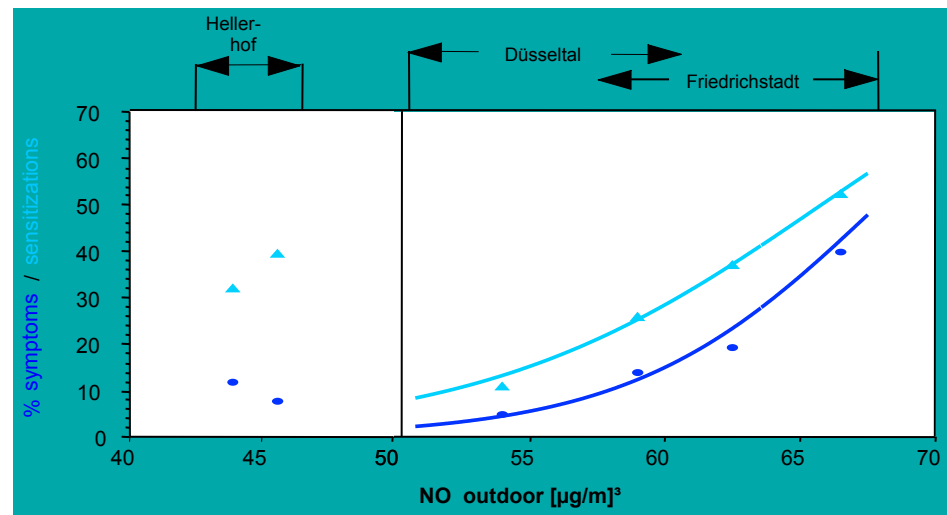 Heller-
hof
Düsseltal
Friedrichstadt
70
60
50
40
30
20
10
0
% symptoms / sensitizations
40 45 50 55 60 65 70
NO outdoor [µg/m]³